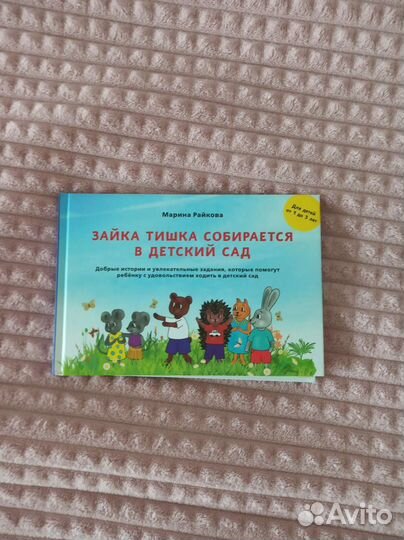 Марина Райкова
Для детей
от 1 до 3 лет
ЗАЙКА ТИШКА СОБИРАЕТСЯ
В ДЕТСКИЙ САД
Добрые истории и увлекательные задания, которые помогут
ребёнку с удовольствием ходить в детский сад
Avito